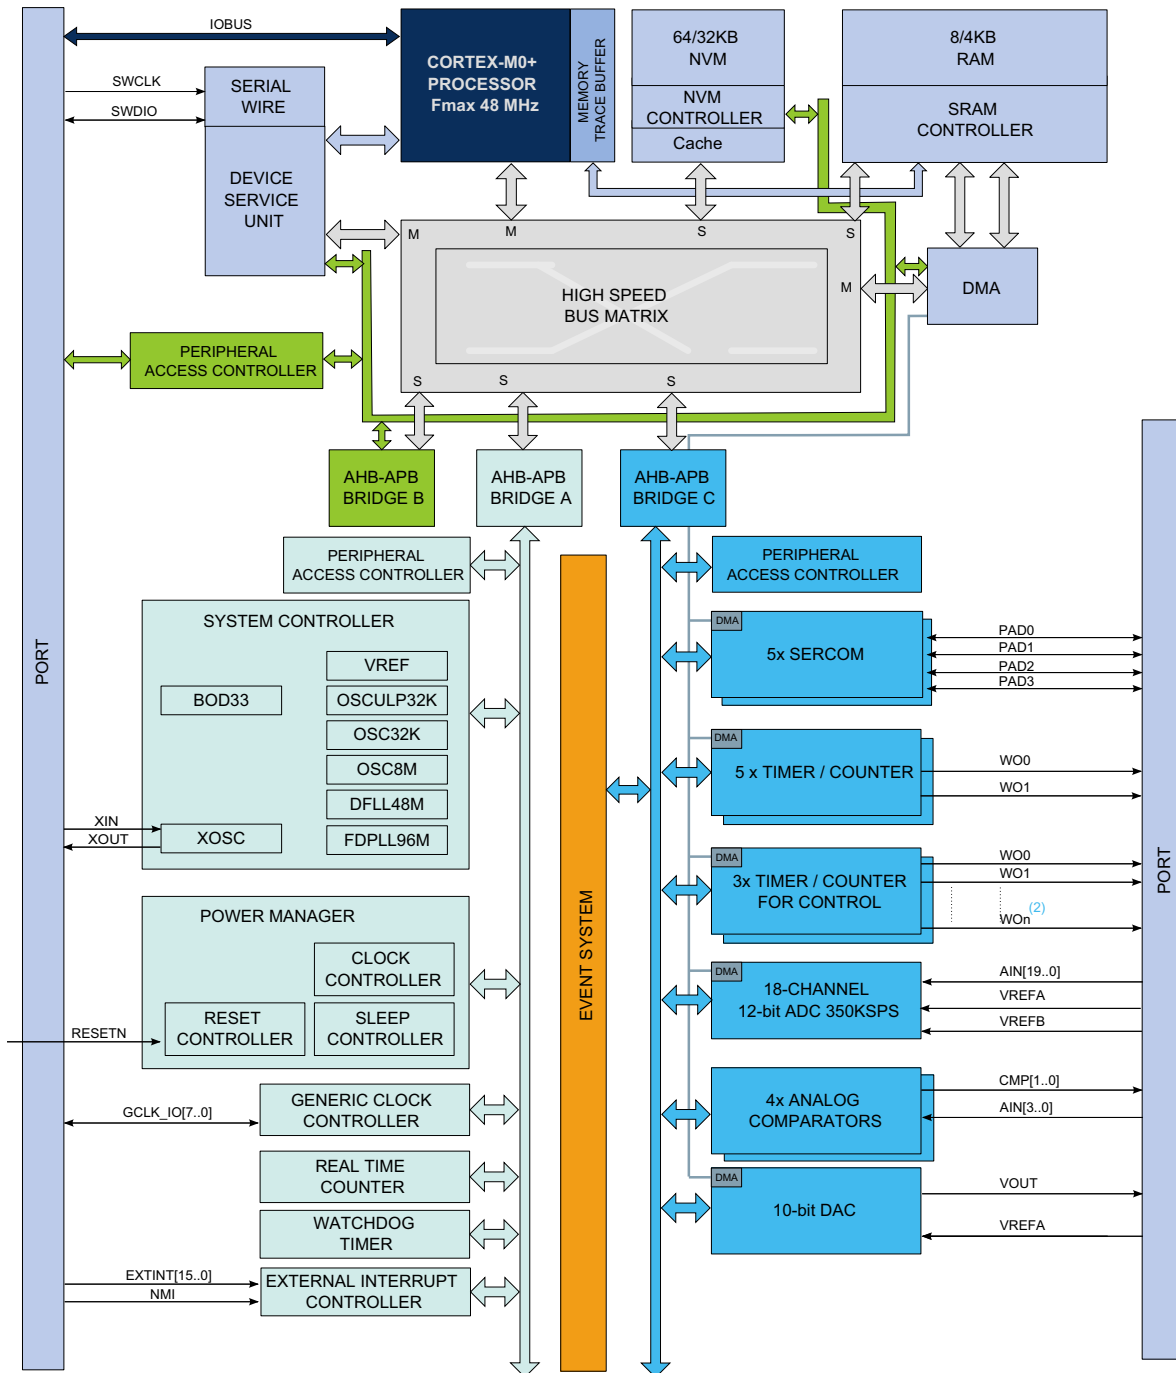 IOBUS
CORTEX-M0+
PROCESSOR
Fmax 48 MHz
MEMORY
TRACE BUFFER
64/32KB
NVM
NVM
CONTROLLER
Cache
8/4KB
RAM
SRAM
CONTROLLER
SWCLK
SWDIO
SERIAL
WIRE
DEVICE
SERVICE
UNIT
M
M
S
S
M
HIGH SPEED
BUS MATRIX
S
S
S
DMA
PERIPHERAL
ACCESS CONTROLLER
AHB-APB
BRIDGE B
AHB-APB
BRIDGE A
AHB-APB
BRIDGE C
PORT
PERIPHERAL
ACCESS CONTROLLER
SYSTEM CONTROLLER
VREF
BOD33
OSCULP32K
OSC32K
OSC8M
DFLL48M
XIN
XOUT
XOSC
FDPLL96M
POWER MANAGER
CLOCK
CONTROLLER
RESETN
RESET
CONTROLLER
SLEEP
CONTROLLER
GCLK_IO[7..0]
GENERIC CLOCK
CONTROLLER
REAL TIME
COUNTER
WATCHDOG
TIMER
EXTINT[15..0]
NMI
EXTERNAL INTERRUPT
CONTROLLER
EVENT SYSTEM
PERIPHERAL
ACCESS CONTROLLER
DMA
5x SERCOM
PAD0
PAD1
PAD2
PAD3
DMA
5 x TIMER / COUNTER
WO0
WO1
DMA
3x TIMER / COUNTER
FOR CONTROL
WO0
WO1
(2)
WOn
DMA
18-CHANNEL
12-bit ADC 350KSPS
AIN[19..0]
VREFA
VREFB
4x ANALOG
COMPARATORS
CMP[1..0]
AIN[3..0]
DMA
10-bit DAC
VOUT
VREFA
PORT